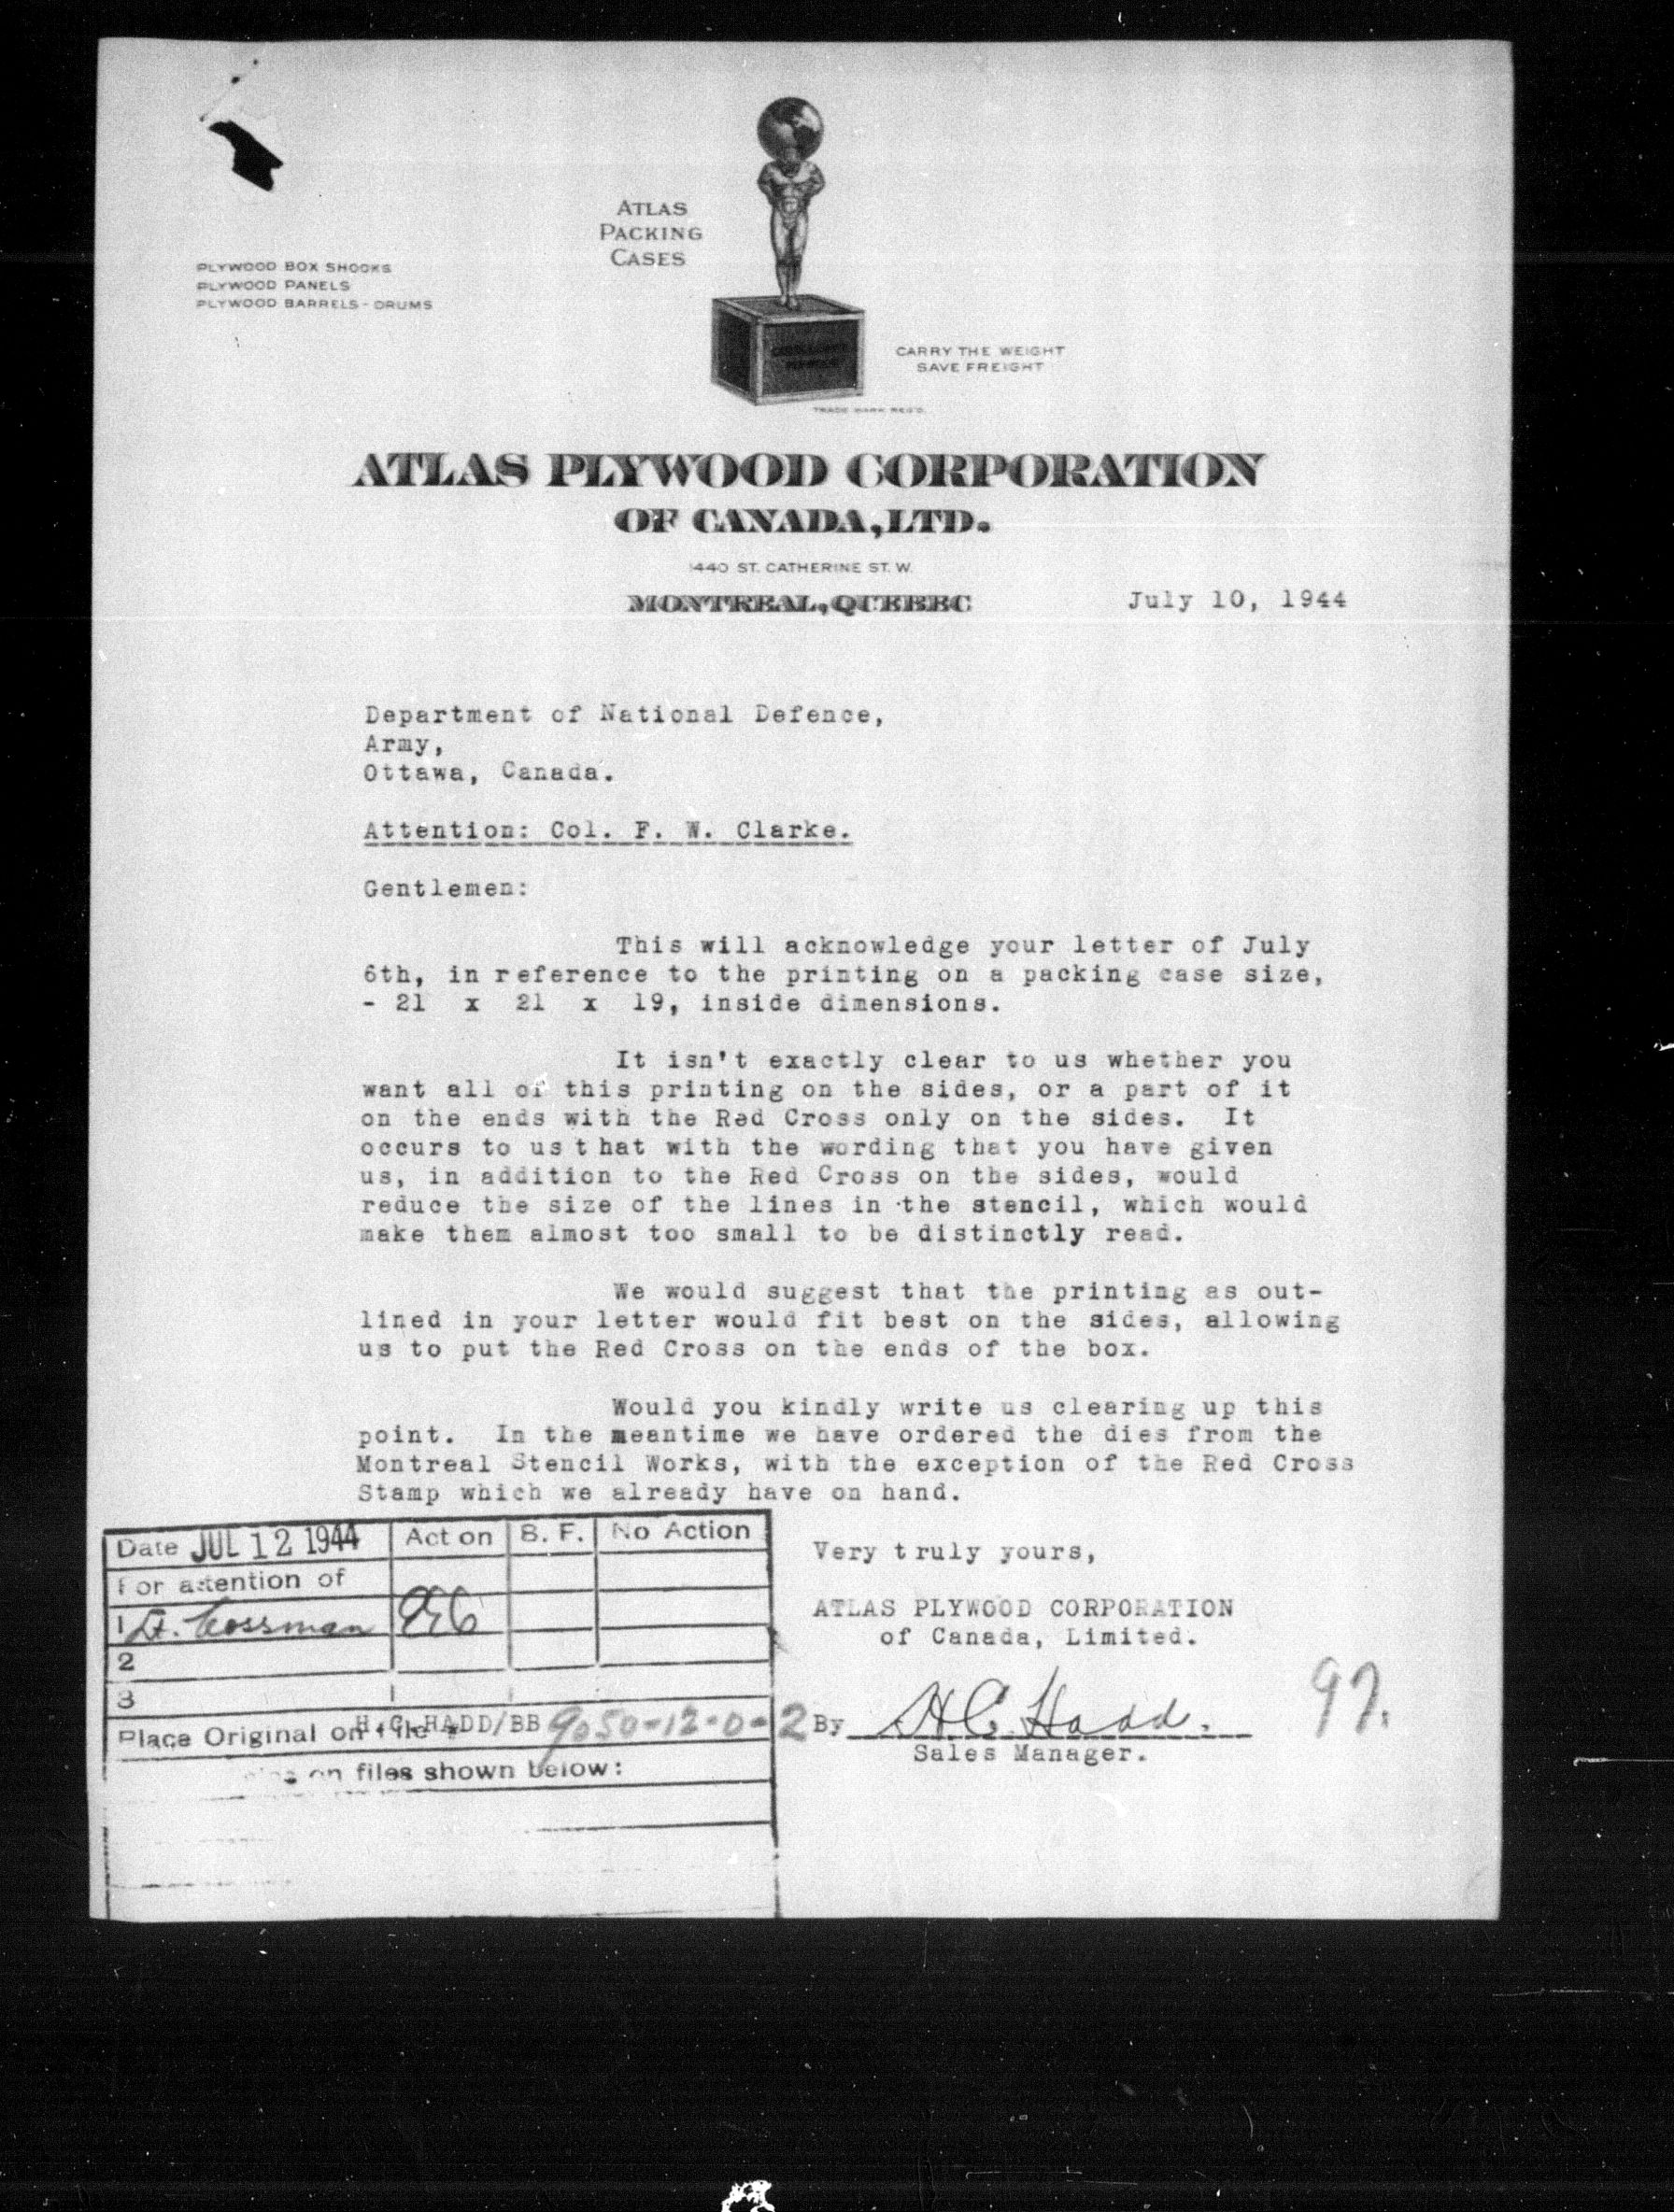 ATLAS
PACKING
CASES
PLYWOOD BOX SHOOKS
PLYWOOD PANELS
PLYWOOD BARRELS - DRUMS
CARRY THE WEIGHT
SAVE FREIGHT
TRADE MARK REG'D.
ATLAS PLYWOOD CORPORATION
OF CANADA, LTD.
1440 ST. CATHERINE ST. W.
MONTREAL, QUEBEC
July 10, 1944
Department of National Defence,
Army,
Ottawa, Canada.
Attention: Col. F. W. Clarke.
Gentlemen:
This will acknowledge your letter of July
6th, in reference to the printing on a packing case size,
- 21 x 21 x 19, inside dimensions.
It isn't exactly clear to us whether you
want all of this printing on the sides, or a part of it
on the ends with the Red Cross only on the sides. It
occurs to us that with the wording that you have given
us, in addition to the Red Cross on the sides, would
reduce the size of the lines in the stencil, which would
make them almost too small to be distinctly read.
We would suggest that the printing as out-
lined in your letter would fit best on the sides, allowing
us to put the Red Cross on the ends of the box.
Would you kindly write us clearing up this
point. In the meantime we have ordered the dies from the
Montreal Stencil Works, with the exception of the Red Cross
Stamp which we already have on hand.
Very truly yours,
ATLAS PLYWOOD CORPORATION
of Canada, Limited.
By H.C. Hadd.
Sales Manager.
97.
Date JUL 12 1944 Act on B. F. No Action
For attention of
1 Lt. Cossman
2
3
H.C.HADD/BB
Place Original on file # 9050-12-0-2
on files shown below: